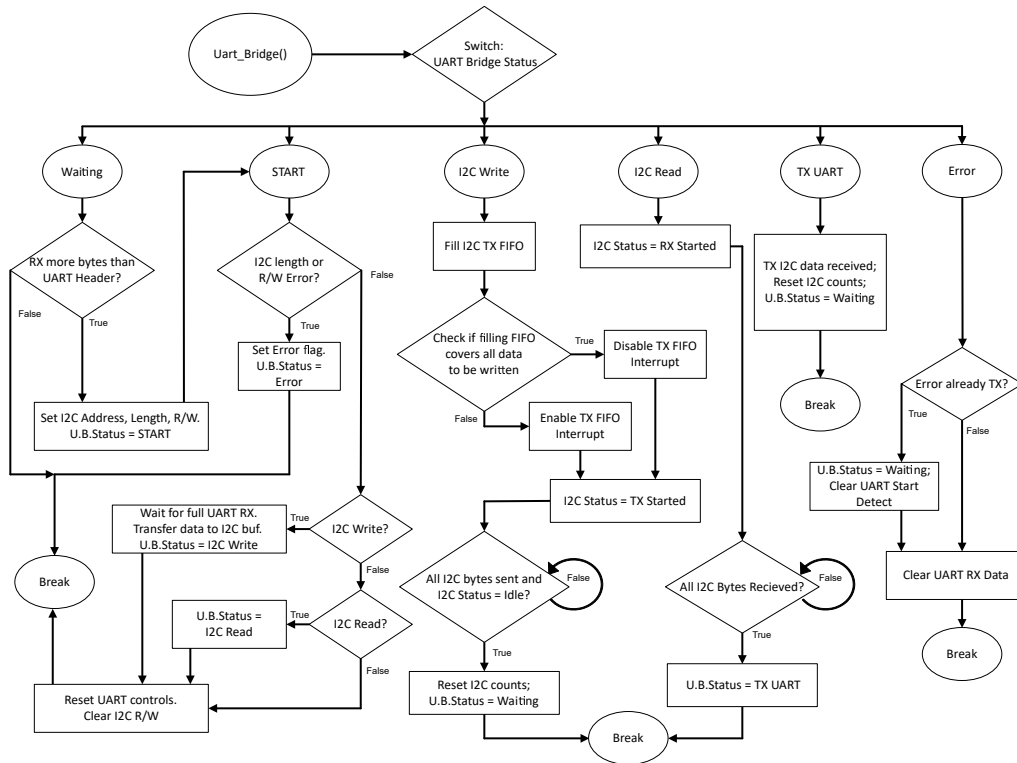 Uart_Bridge()
Switch:
UART Bridge Status
Waiting
START
I2C Write
I2C Read
TX UART
Error
RX more bytes than
UART Header?
False
True
Set I2C Address, Length, R/W.
U.B.Status = START
I2C length or
R/W Error?
False
True
Set Error flag.
U.B.Status =
Error
I2C Write?
True
False
Wait for full UART RX.
Transfer data to I2C buf.
U.B.Status = I2C Write
I2C Read?
True
False
U.B.Status =
I2C Read
Reset UART controls.
Clear I2C R/W
Break
Fill I2C TX FIFO
Check if filling FIFO
covers all data
to be written
True
False
Disable TX FIFO
Interrupt
Enable TX FIFO
Interrupt
I2C Status = TX Started
All I2C bytes sent and
I2C Status = Idle?
False
True
Reset I2C counts;
U.B.Status = Waiting
I2C Status = RX Started
All I2C Bytes Recieved?
False
True
U.B.Status = TX UART
Break
TX I2C data received;
Reset I2C counts;
U.B.Status = Waiting
Break
Error already TX?
True
False
U.B.Status = Waiting;
Clear UART Start
Detect
Clear UART RX Data
Break